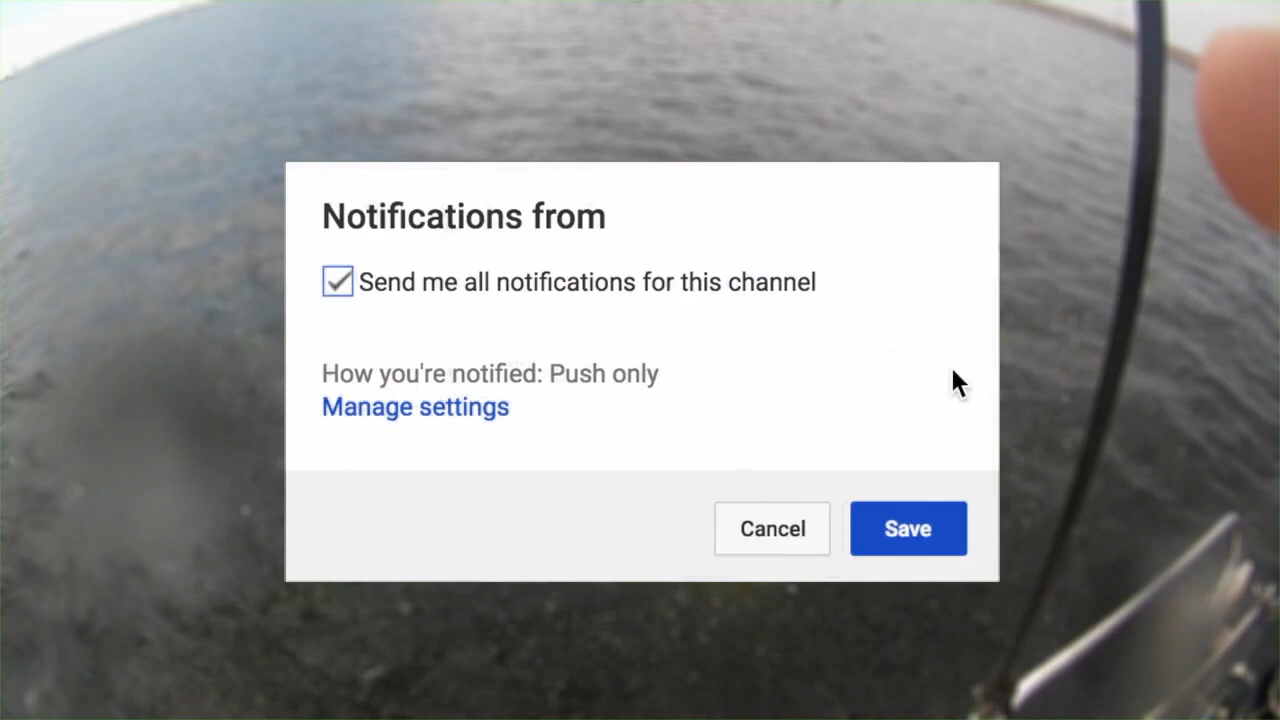 Notifications from
Send me all notifications for this channel
How you're notified: Push only
Manage settings
Cancel
Save